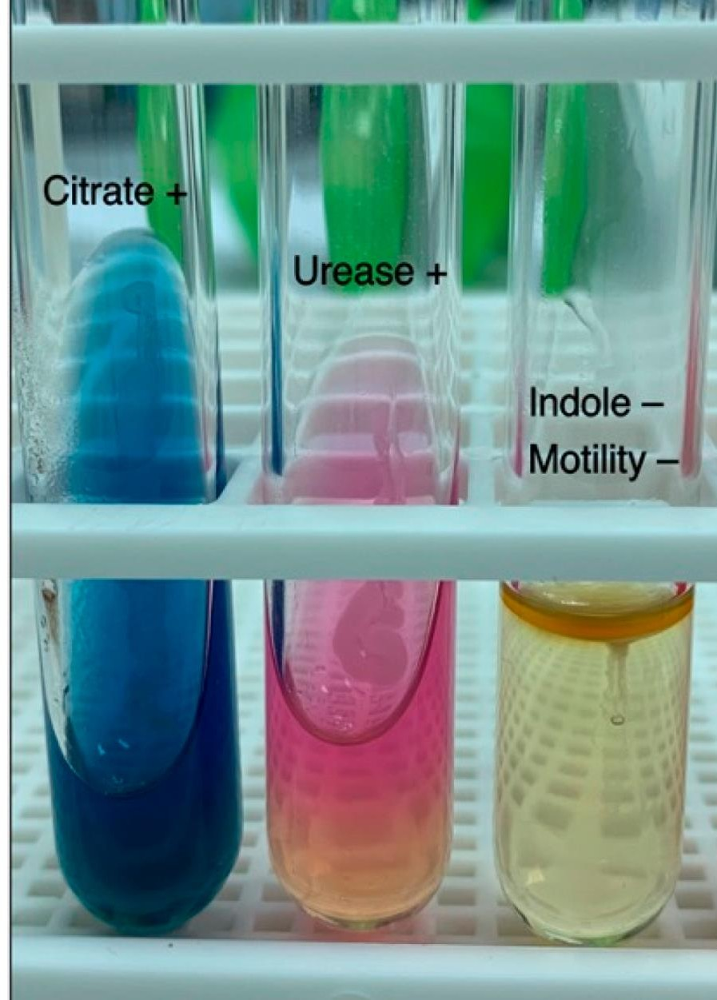 Citrate +
Urease +
Indole –
Motility –